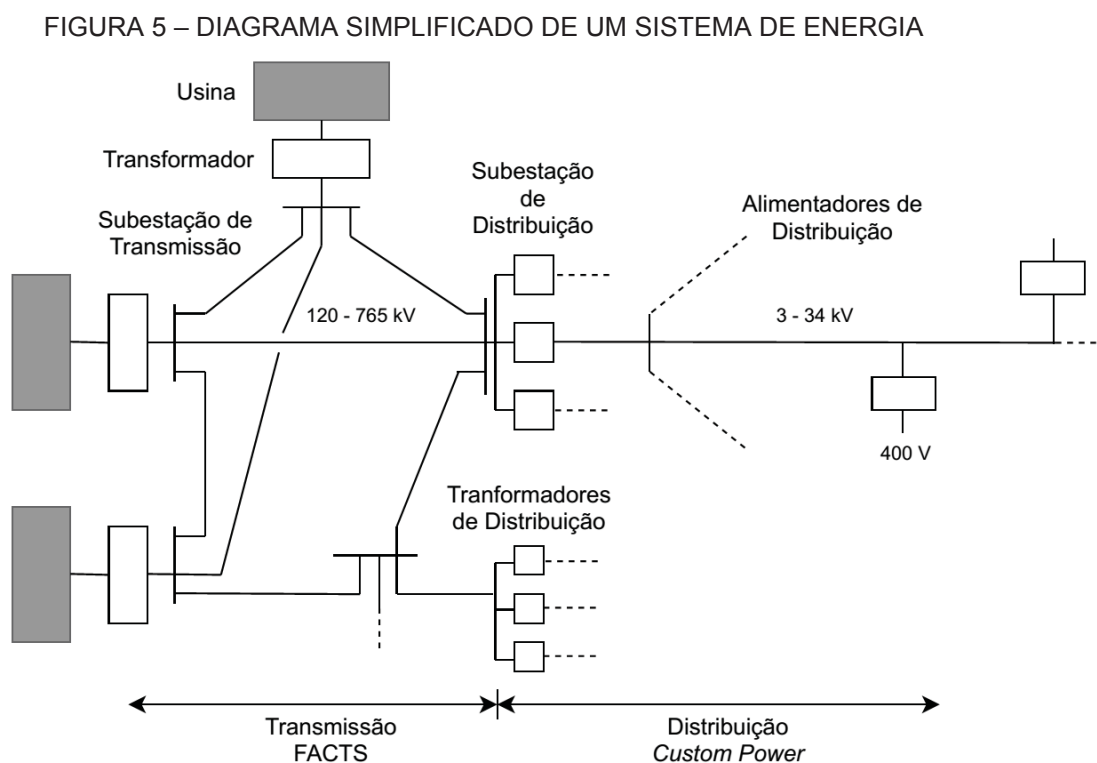 FIGURA 5 – DIAGRAMA SIMPLIFICADO DE UM SISTEMA DE ENERGIA
Usina
Transformador
Subestação de
Transmissão
Subestação
de
Distribuição
Alimentadores de
Distribuição
120 - 765 kV
3 - 34 kV
400 V
Tranformadores
de Distribuição
Transmissão
FACTS
Distribuição
Custom Power